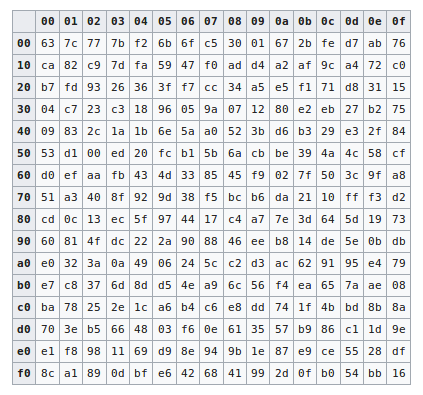 00 01 02 03 04 05 06 07 08 09 0a 0b 0c 0d 0e 0f
00 63 7c 77 7b f2 6b 6f c5 30 01 67 2b fe d7 ab 76
10 ca 82 c9 7d fa 59 47 f0 ad d4 a2 af 9c a4 72 c0
20 b7 fd 93 26 36 3f f7 cc 34 a5 e5 f1 71 d8 31 15
30 04 c7 23 c3 18 96 05 9a 07 12 80 e2 eb 27 b2 75
40 09 83 2c 1a 1b 6e 5a a0 52 3b d6 b3 29 e3 2f 84
50 53 d1 00 ed 20 fc b1 5b 6a cb be 39 4a 4c 58 cf
60 d0 ef aa fb 43 4d 33 85 45 f9 02 7f 50 3c 9f a8
70 51 a3 40 8f 92 9d 38 f5 bc b6 da 21 10 ff f3 d2
80 cd 0c 13 ec 5f 97 44 17 c4 a7 7e 3d 64 5d 19 73
90 60 81 4f dc 22 2a 90 88 46 ee b8 14 de 5e 0b db
a0 e0 32 3a 0a 49 06 24 5c c2 d3 ac 62 91 95 e4 79
b0 e7 c8 37 6d 8d d5 4e a9 6c 56 f4 ea 65 7a ae 08
c0 ba 78 25 2e 1c a6 b4 c6 e8 dd 74 1f 4b bd 8b 8a
d0 70 3e b5 66 48 03 f6 0e 61 35 57 b9 86 c1 1d 9e
e0 e1 f8 98 11 69 d9 8e 94 9b 1e 87 e9 ce 55 28 df
f0 8c a1 89 0d bf e6 42 68 41 99 2d 0f b0 54 bb 16